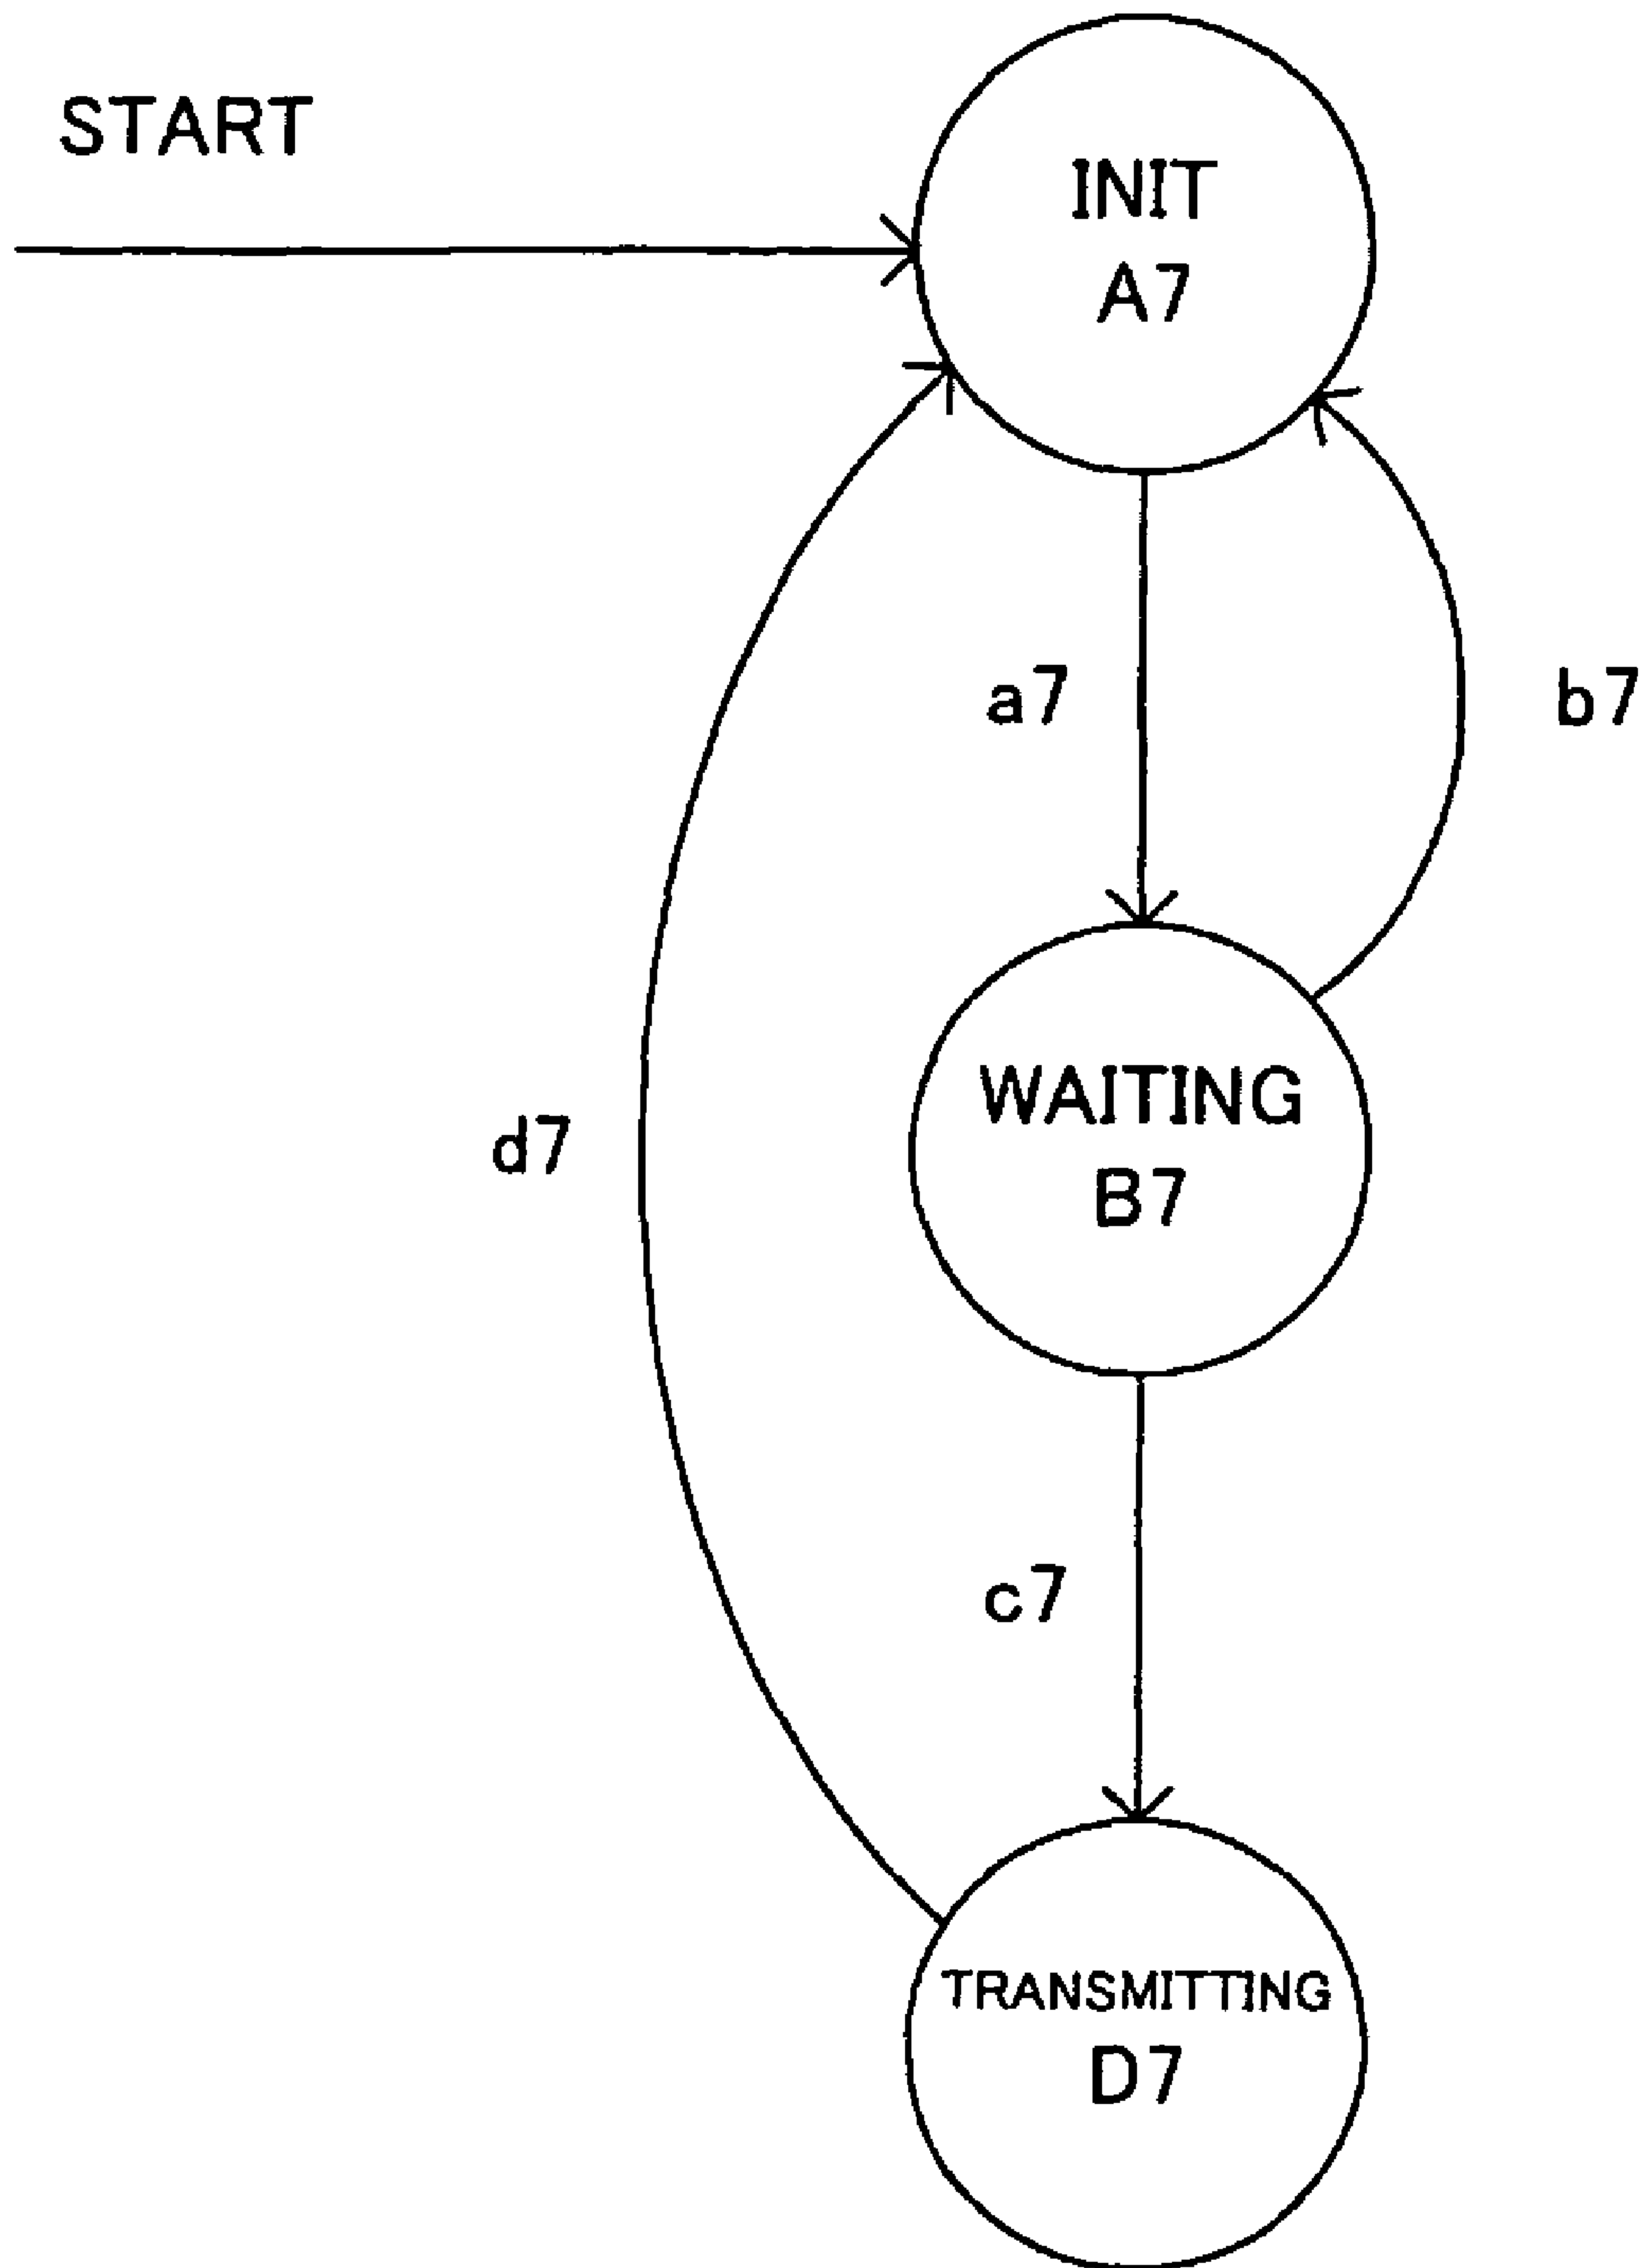 START
INIT
A7
a7
b7
WAITING
B7
d7
c7
TRANSMITTING
D7